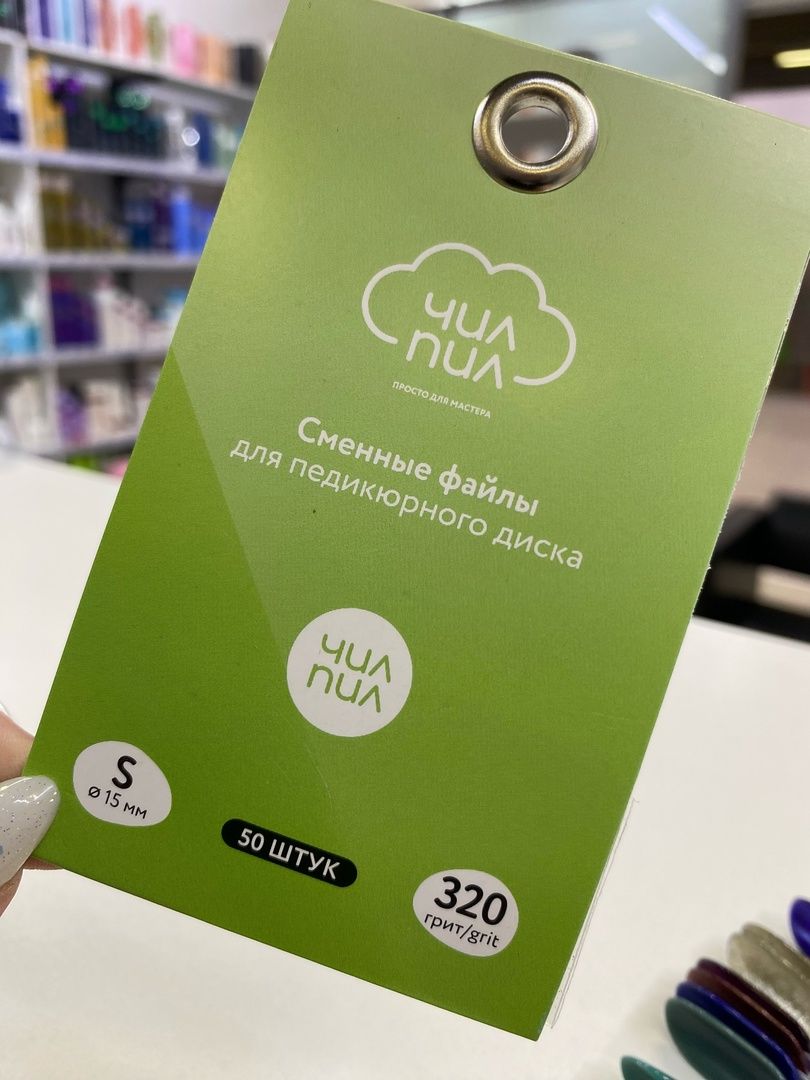 чил
пил
ПРОСТО ДЛЯ МАСТЕРА
Сменные файлы
для педикюрного диска
чил
пил
S
ø 15 мм
50 ШТУК
320
грит/grit